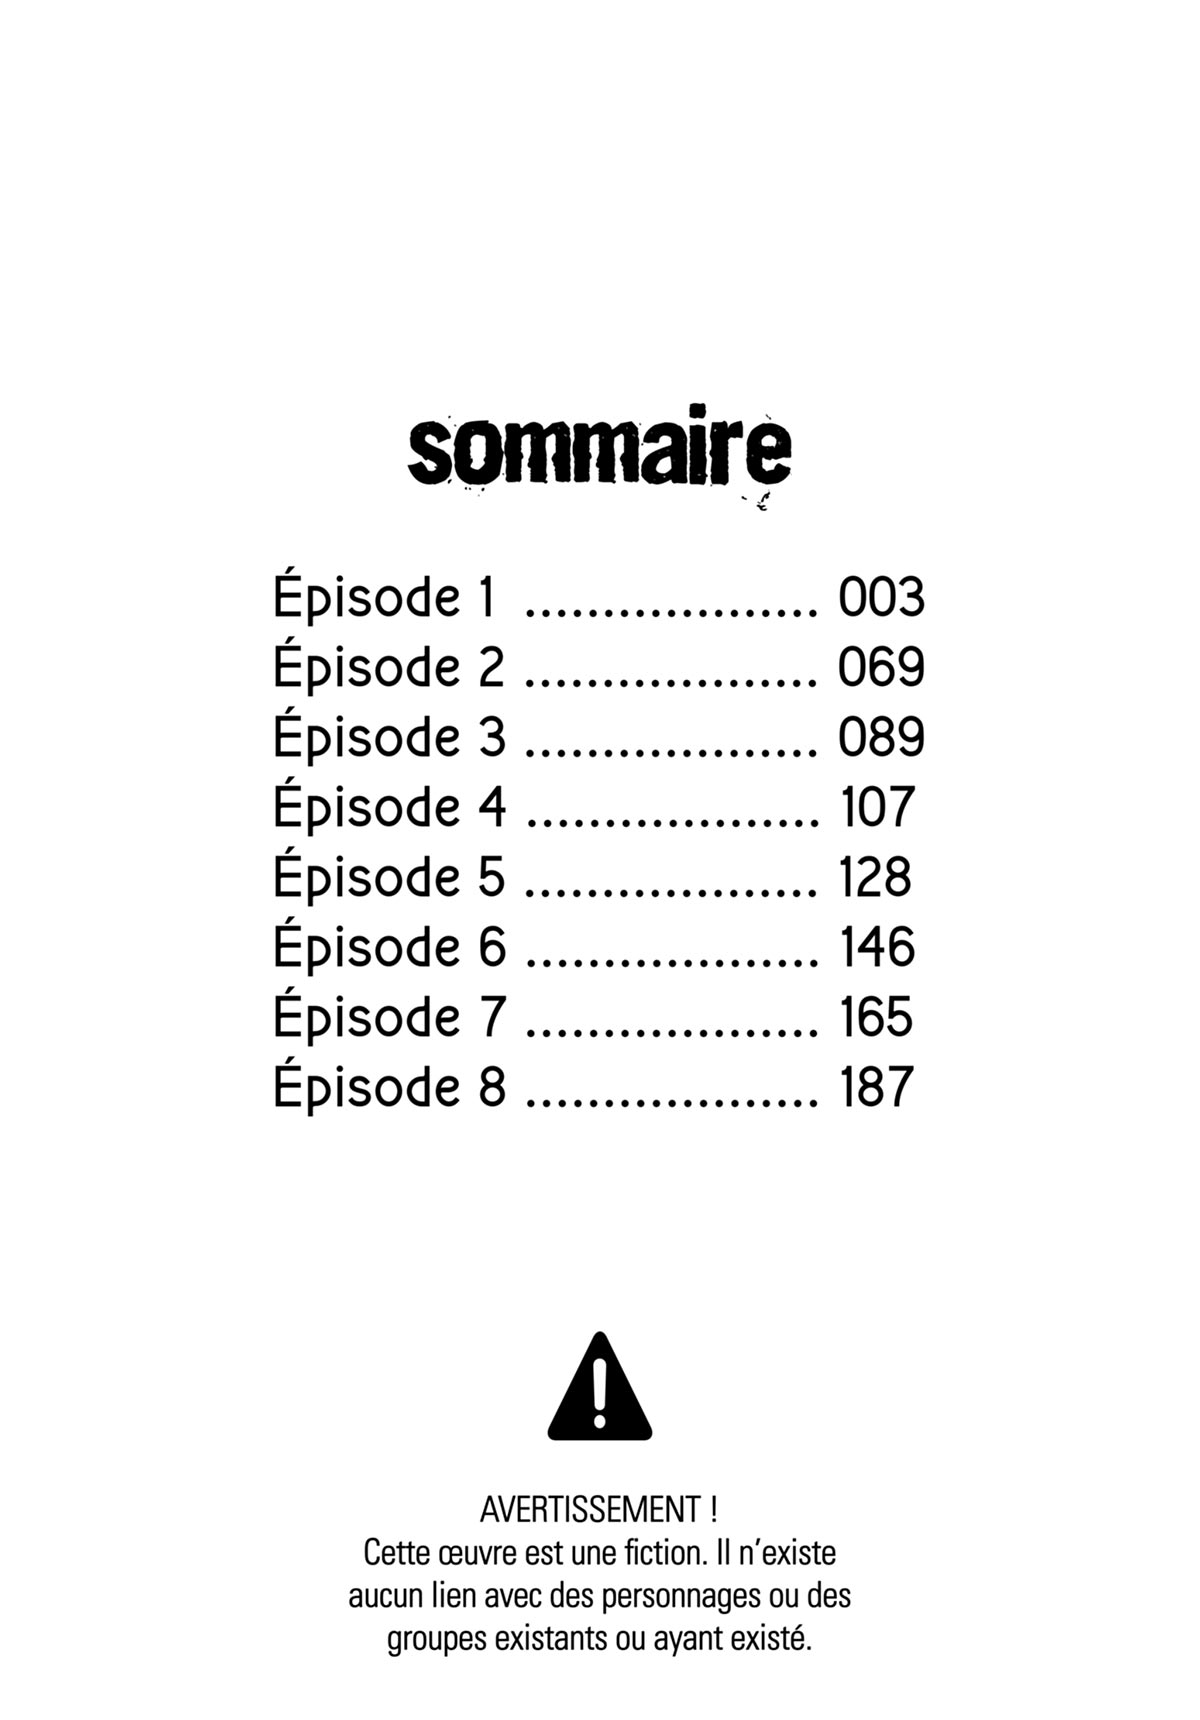 sommaire
Épisode 1 ................... 003
Épisode 2 ................... 069
Épisode 3 ................... 089
Épisode 4 ................... 107
Épisode 5 ................... 128
Épisode 6 ................... 146
Épisode 7 ................... 165
Épisode 8 ................... 187
!
AVERTISSEMENT !
Cette œuvre est une fiction. Il n’existe
aucun lien avec des personnages ou des
groupes existants ou ayant existé.